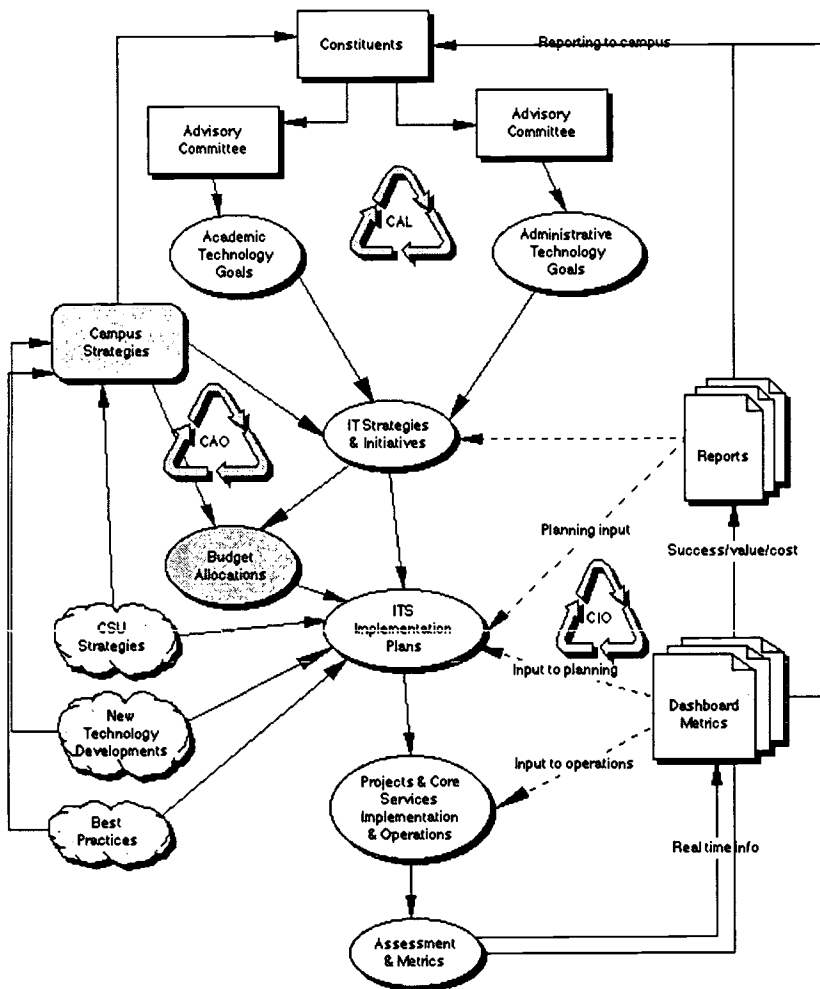 Constituents
Reporting to campus
Advisory
Committee
Advisory
Committee
CAL
Academic
Technology
Goals
Administrative
Technology
Goals
Campus
Strategies
CAO
IT Strategies
& Initiatives
Reports
Planning input
Success/value/cost
Budget
Allocations
CIO
CSU
Strategies
ITS
Implementation
Plans
Input to planning
New
Technology
Developments
Dashboard
Metrics
Input to operations
Projects & Core
Services
Implementation
& Operations
Best
Practices
Real time info
Assessment
& Metrics